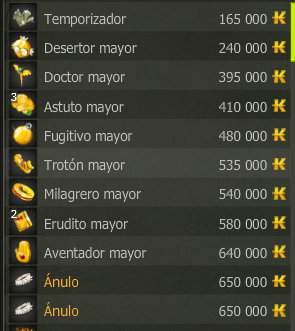 Temporizador 165 000
Desertor mayor 240 000
Doctor mayor 395 000
3 Astuto mayor 410 000
Fugitivo mayor 480 000
Trotón mayor 535 000
Milagrero mayor 540 000
2 Erudito mayor 580 000
Aventador mayor 640 000
Ánulo 650 000
Ánulo 650 000